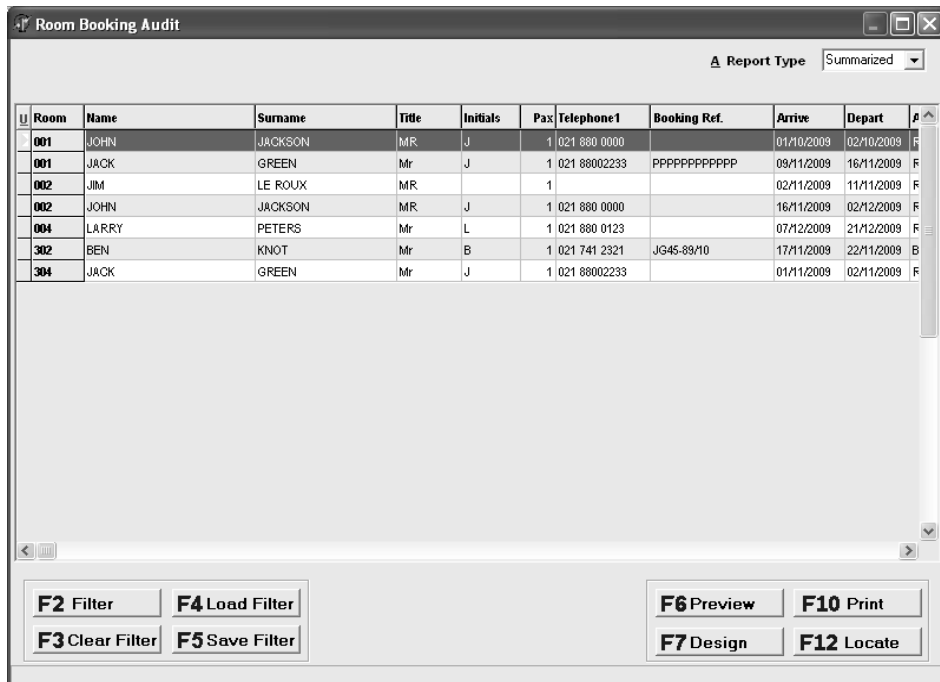 Room Booking Audit
A Report Type Summarized
U Room Name Surname Title Initials Pax Telephone1 Booking Ref. Arrive Depart A
001 JOHN JACKSON MR J 1 021 880 0000 01/10/2009 02/10/2009 R
001 JACK GREEN Mr J 1 021 88002233 PPPPPPPPPPPP 09/11/2009 16/11/2009 R
002 JIM LE ROUX MR 1 02/11/2009 11/11/2009 R
002 JOHN JACKSON MR J 1 021 880 0000 16/11/2009 02/12/2009 R
004 LARRY PETERS Mr L 1 021 880 0123 07/12/2009 21/12/2009 R
302 BEN KNOT Mr B 1 021 741 2321 JG45-89/10 17/11/2009 22/11/2009 B
304 JACK GREEN Mr J 1 021 88002233 01/11/2009 02/11/2009 R
F2 Filter F4 Load Filter F6 Preview F10 Print
F3 Clear Filter F5 Save Filter F7 Design F12 Locate